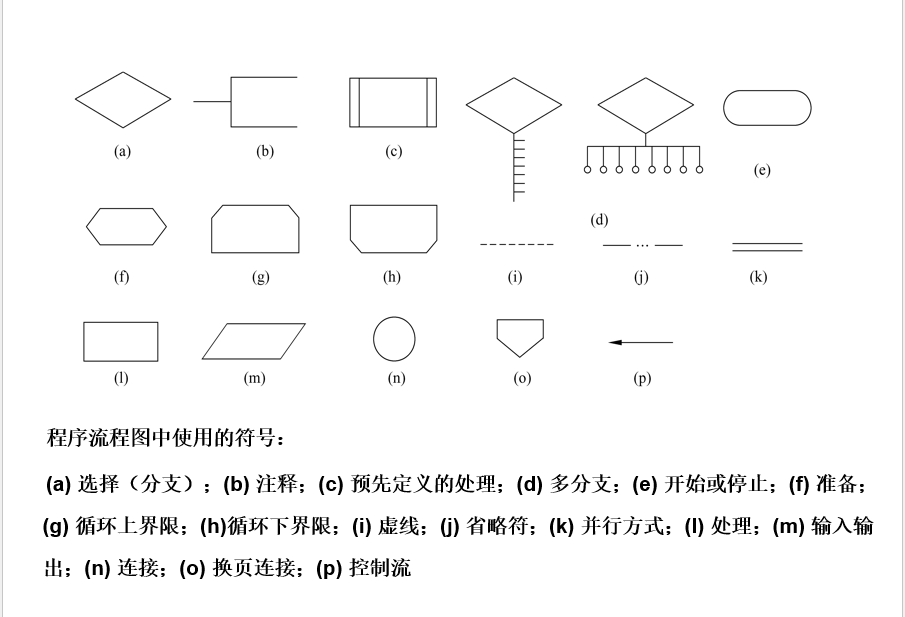 (a) (b) (c)
(e)
(d)
(f) (g) (h) (i) (j) (k)
(l) (m) (n) (o) (p)
程序流程图中使用的符号：
(a) 选择（分支）；(b) 注释；(c) 预先定义的处理；(d) 多分支；(e) 开始或停止；(f) 准备；
(g) 循环上界限；(h)循环下界限；(i) 虚线；(j) 省略符；(k) 并行方式；(l) 处理；(m) 输入输
出；(n) 连接；(o) 换页连接；(p) 控制流